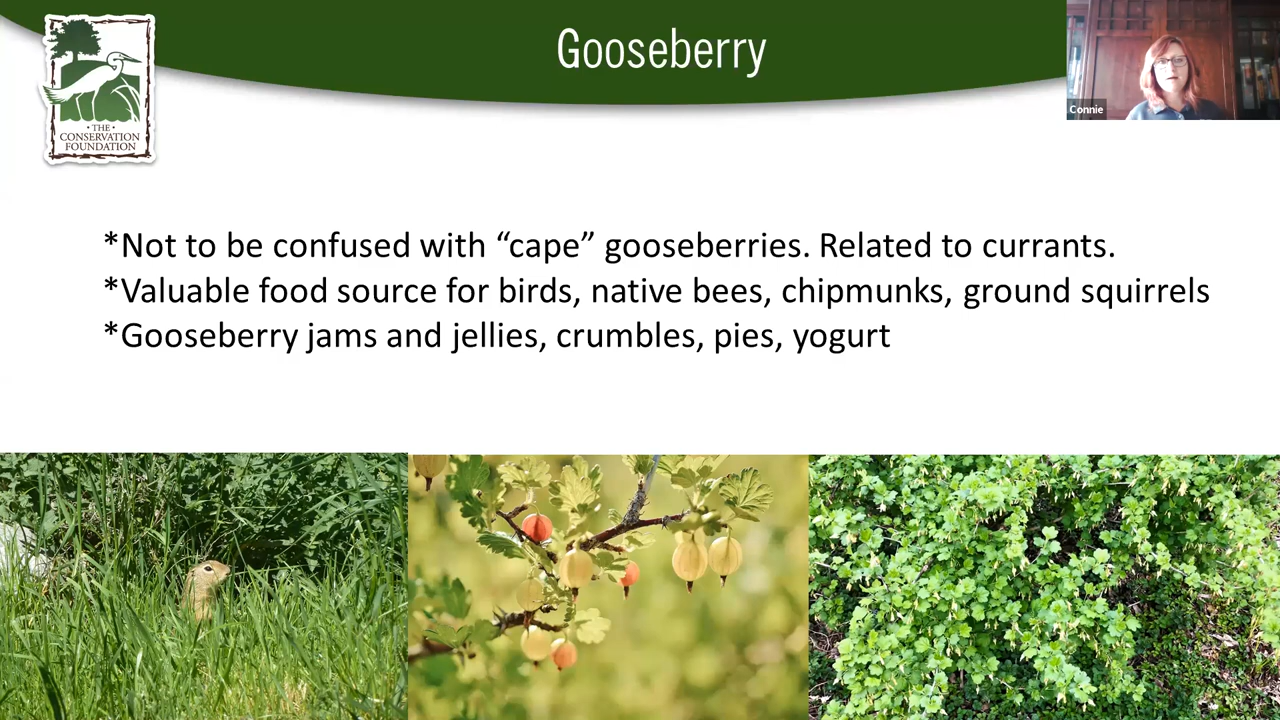 Gooseberry
Connie
• THE •
CONSERVATION
FOUNDATION
*Not to be confused with “cape” gooseberries. Related to currants.
*Valuable food source for birds, native bees, chipmunks, ground squirrels
*Gooseberry jams and jellies, crumbles, pies, yogurt